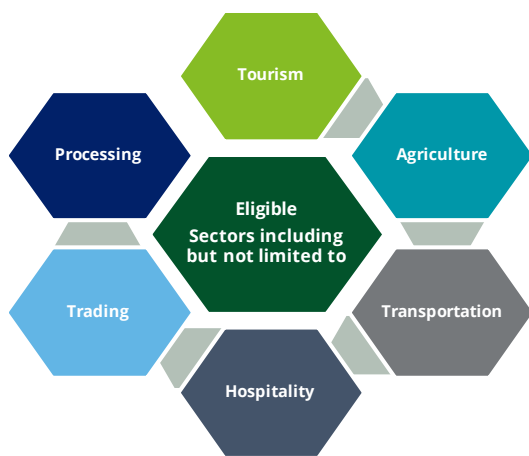 Tourism
Processing
Agriculture
Eligible
Sectors including
but not limited to
Trading
Transportation
Hospitality